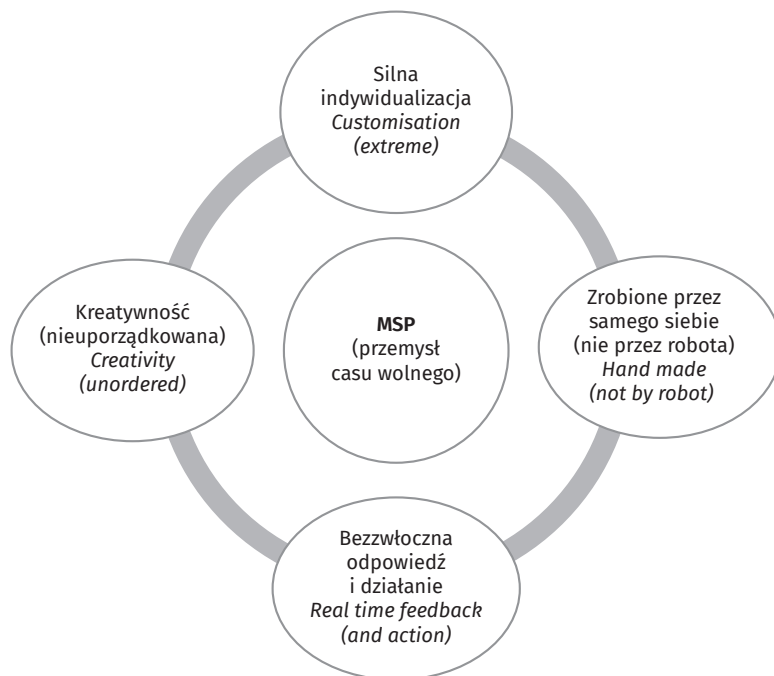 Silna
indywidualizacja
Customisation
(extreme)
Kreatywność
(nieuporządkowana)
Creativity
(unordered)
MSP
(przemysł
casu wolnego)
Zrobione przez
samego siebie
(nie przez robota)
Hand made
(not by robot)
Bezzwłoczna
odpowiedź
i działanie
Real time feedback
(and action)